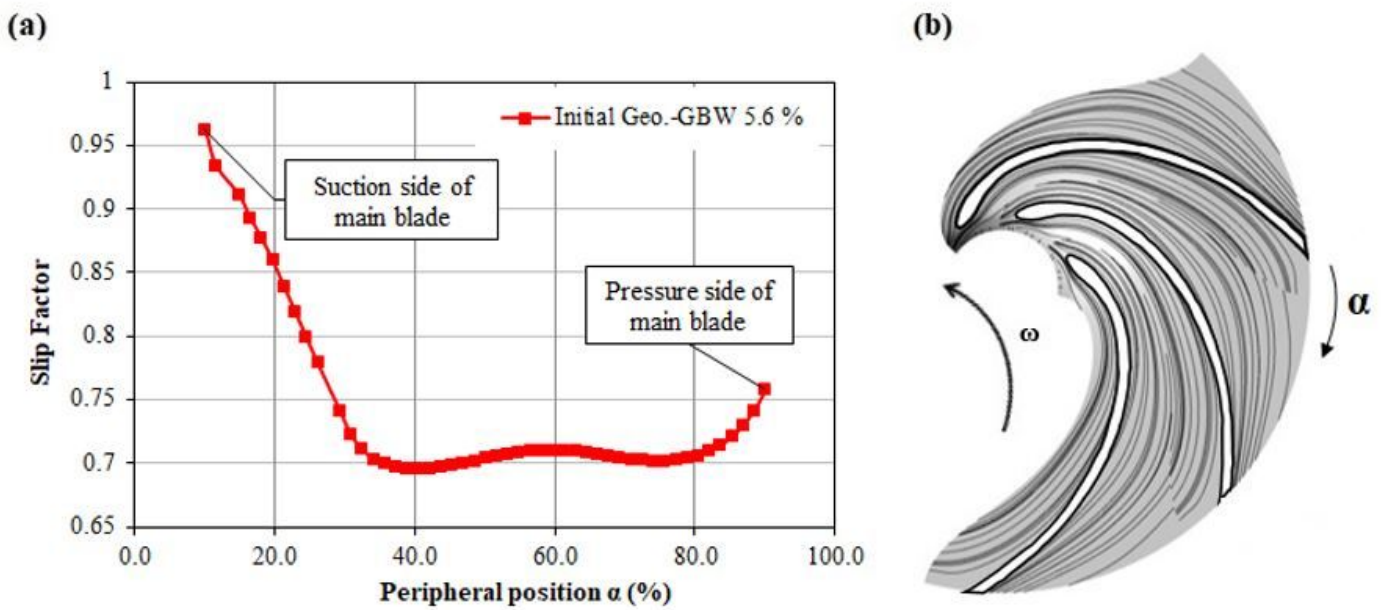 (a)
(b)
1
0.95
0.9
0.85
0.8
0.75
0.7
0.65
Slip Factor
Initial Geo.-GBW 5.6 %
Suction side of
main blade
Pressure side of
main blade
0.0 20.0 40.0 60.0 80.0 100.0
Peripheral position α (%)
ω
α